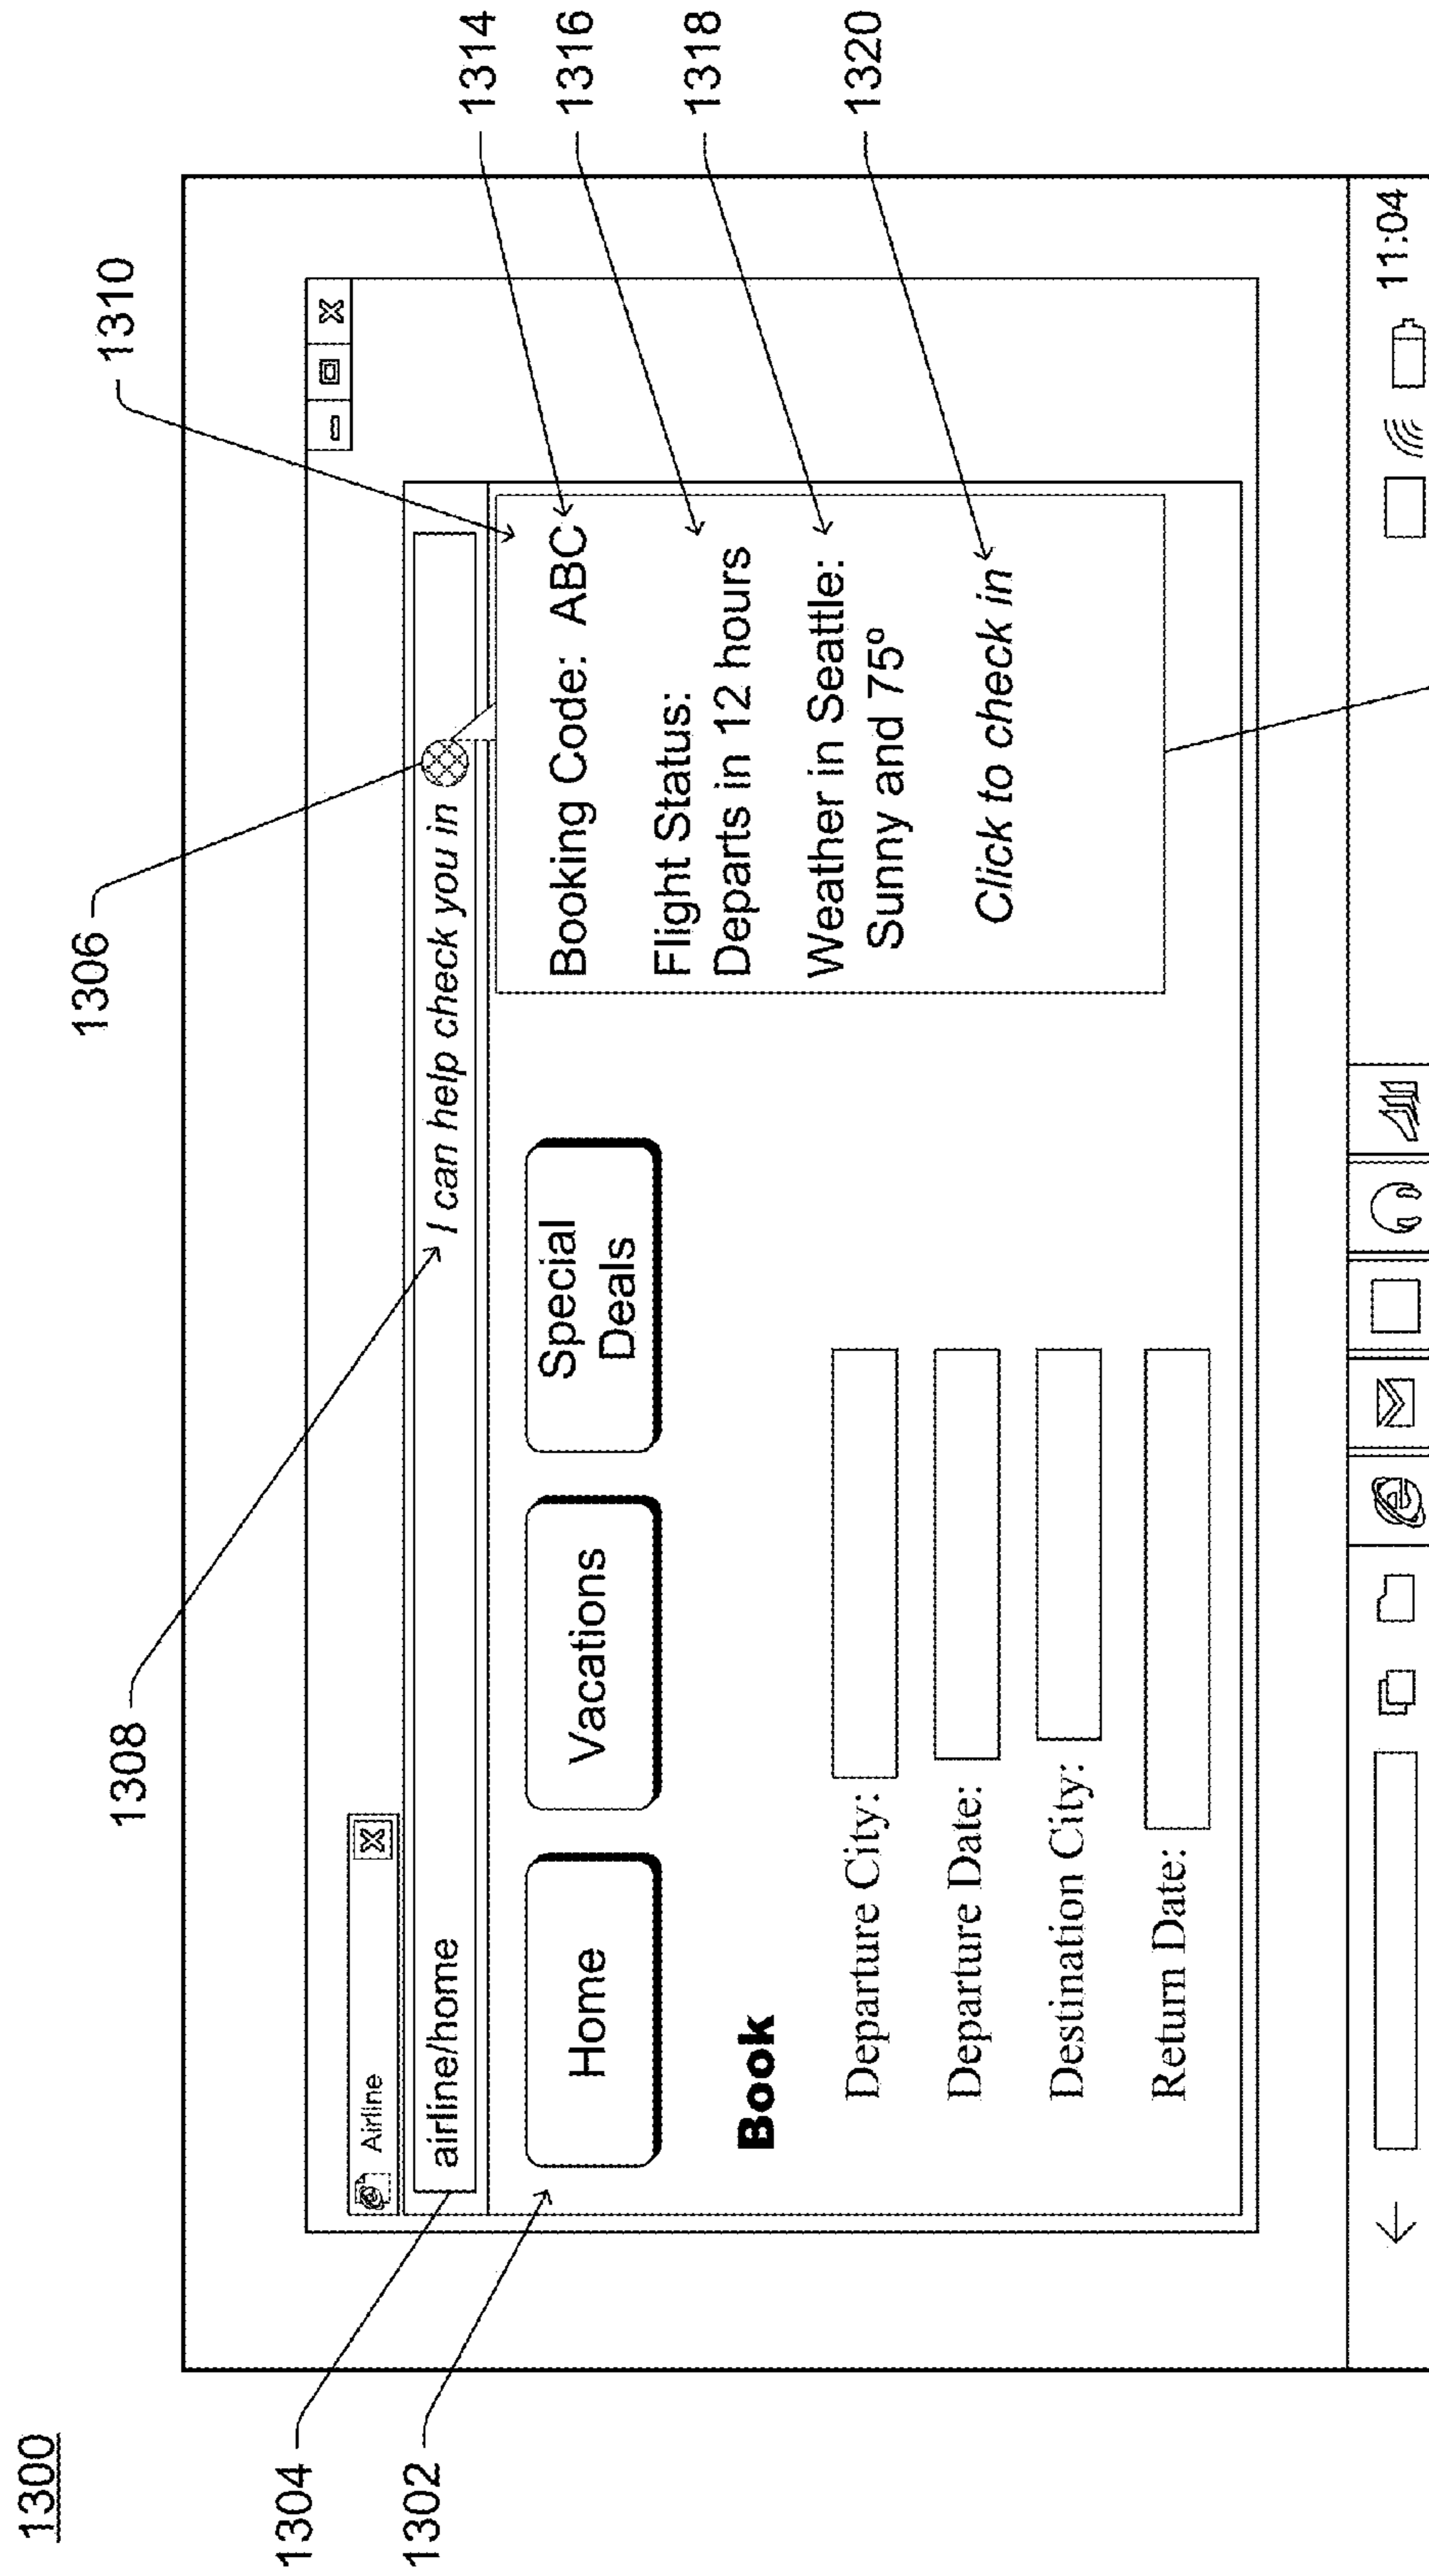 1300
1306
1310
1308
1304
1302
1314
1316
1318
1320
Airline
airline/home
I can help check you in
Home
Vacations
Special
Deals
Book
Departure City:
Departure Date:
Destination City:
Return Date:
Booking Code: ABC
Flight Status:
Departs in 12 hours
Weather in Seattle:
Sunny and 75º
Click to check in
11:04